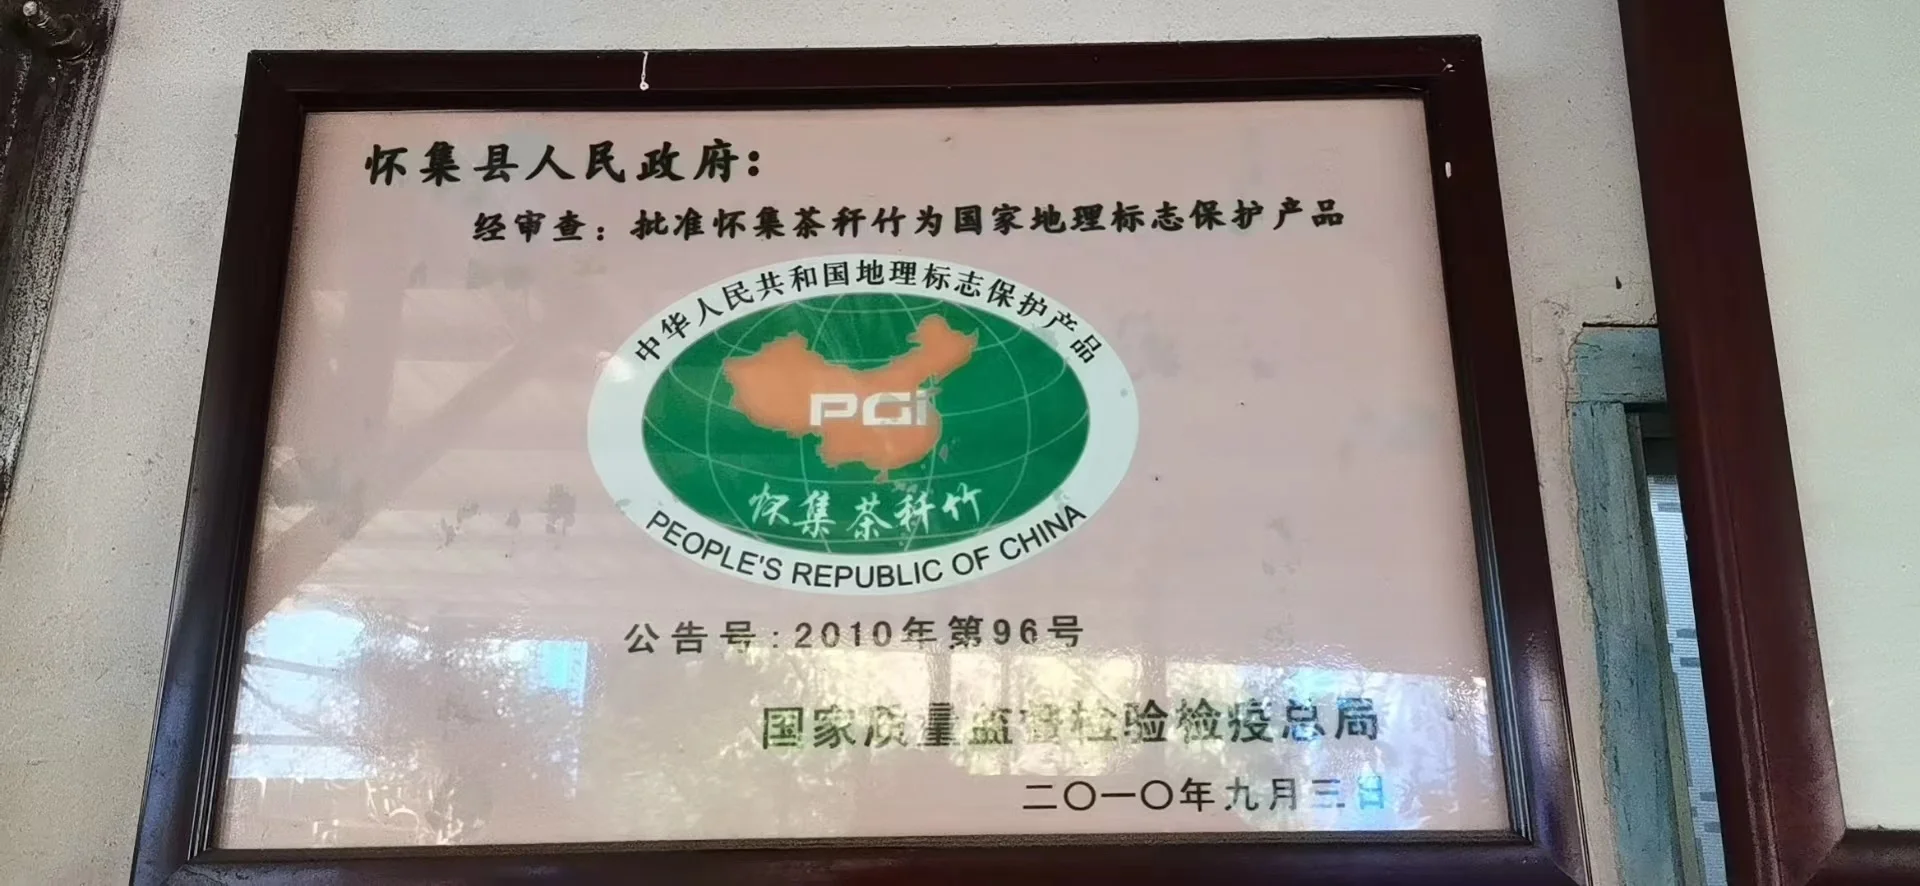 怀集县人民政府：
经审查：批准怀集茶秆竹为国家地理标志保护产品
中华人民共和国地理标志保护产品
PGi
怀集茶秆竹
PEOPLE'S REPUBLIC OF CHINA
公告号：2010年第96号
国家质量监督检验检疫总局
二〇一〇年九月三日